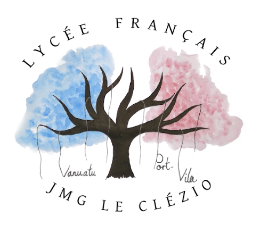 LYCÉE FRANÇAIS
Vanuatu
Port Vila
JMG LE CLÉZIO